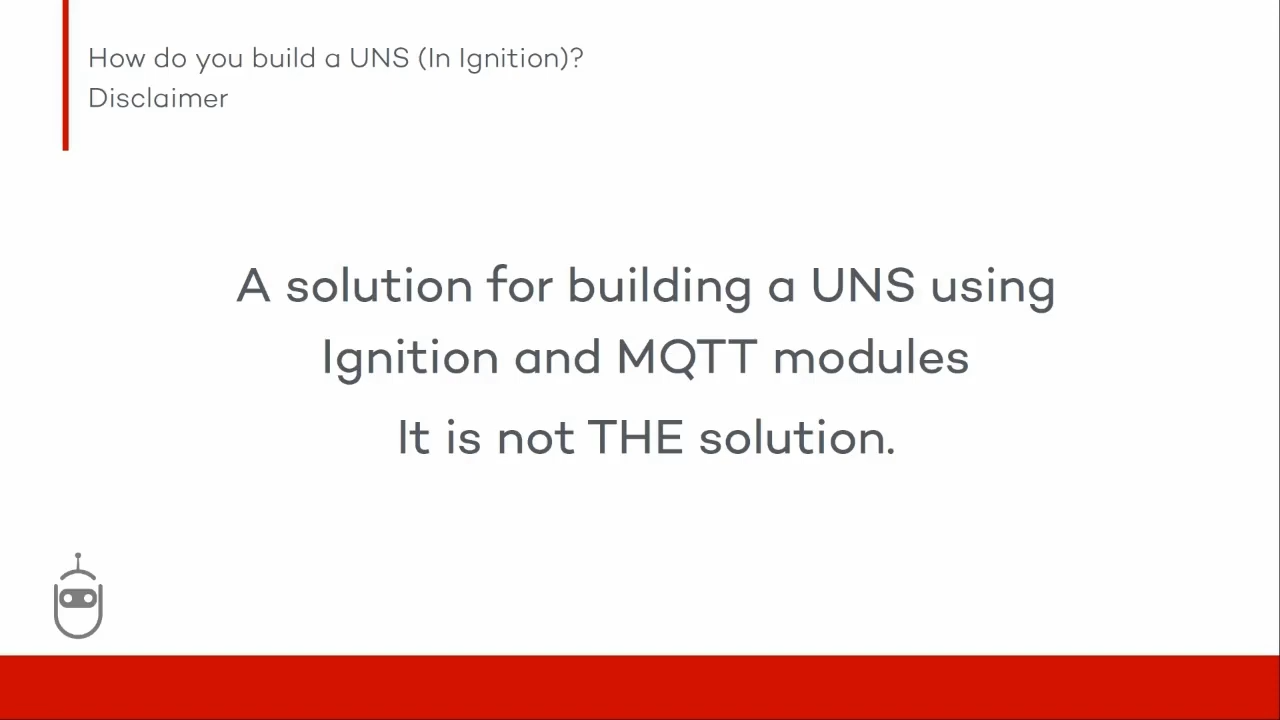 How do you build a UNS (In Ignition)?
Disclaimer
A solution for building a UNS using
Ignition and MQTT modules
It is not THE solution.